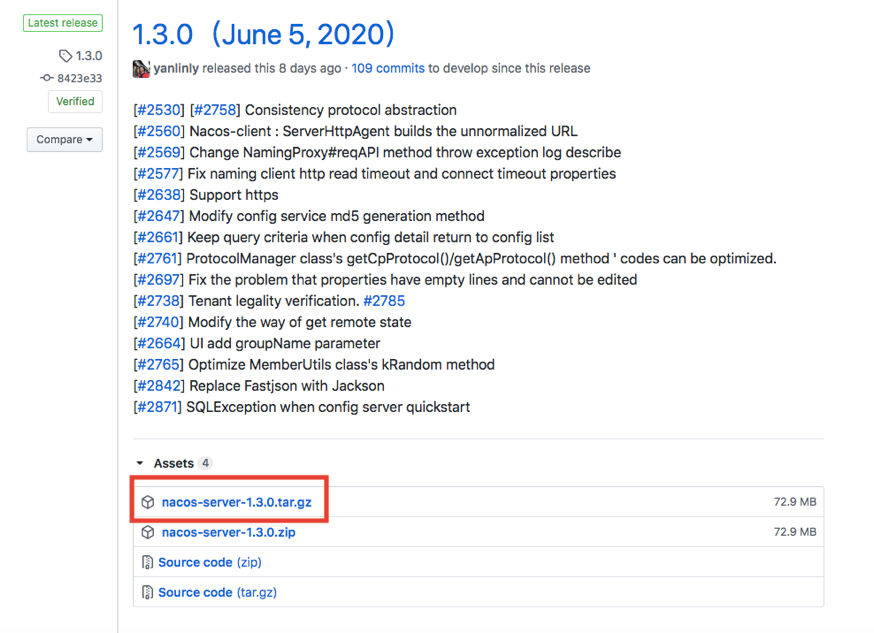 Latest release
1.3.0
8423e33
Verified
Compare
1.3.0（June 5, 2020）
yanlinly released this 8 days ago · 109 commits to develop since this release
[#2530] [#2758] Consistency protocol abstraction
[#2560] Nacos-client : ServerHttpAgent builds the unnormalized URL
[#2569] Change NamingProxy#reqAPI method throw exception log describe
[#2577] Fix naming client http read timeout and connect timeout properties
[#2638] Support https
[#2647] Modify config service md5 generation method
[#2661] Keep query criteria when config detail return to config list
[#2761] ProtocolManager class's getCpProtocol()/getApProtocol() method ' codes can be optimized.
[#2697] Fix the problem that properties have empty lines and cannot be edited
[#2738] Tenant legality verification. #2785
[#2740] Modify the way of get remote state
[#2664] UI add groupName parameter
[#2765] Optimize MemberUtils class's kRandom method
[#2842] Replace Fastjson with Jackson
[#2871] SQLException when config server quickstart
Assets 4
nacos-server-1.3.0.tar.gz 72.9 MB
nacos-server-1.3.0.zip 72.9 MB
Source code (zip)
Source code (tar.gz)